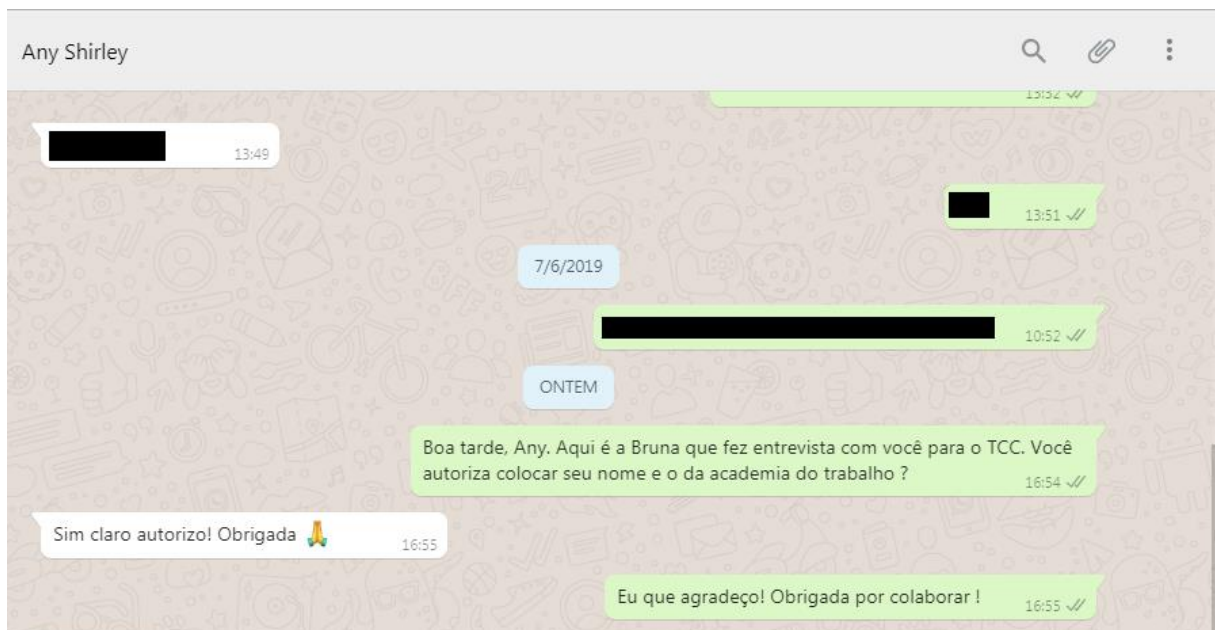 Any Shirley
13:52
13:49
13:51
7/6/2019
10:52
ONTEM
Boa tarde, Any. Aqui é a Bruna que fez entrevista com você para o TCC. Você
autoriza colocar seu nome e o da academia do trabalho ?
16:54
Sim claro autorizo! Obrigada 🙏
16:55
Eu que agradeço! Obrigada por colaborar !
16:55